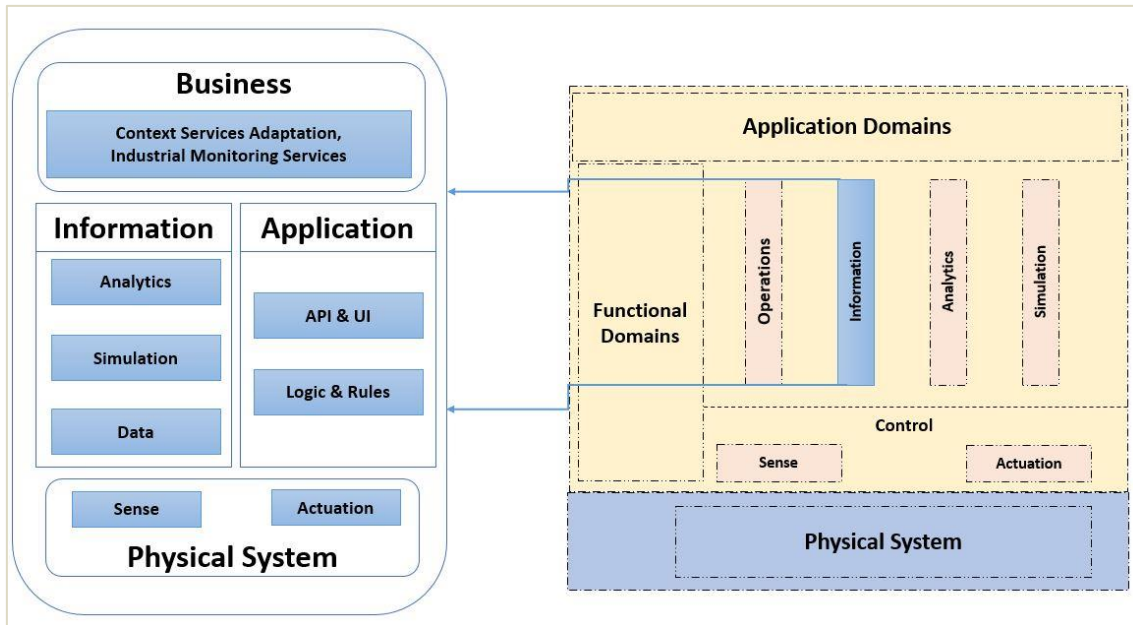 Business
Context Services Adaptation,
Industrial Monitoring Services
Information
Analytics
Simulation
Data
Application
API & UI
Logic & Rules
Sense
Actuation
Physical System
Application Domains
Functional
Domains
Operations
Information
Analytics
Simulation
Control
Sense
Actuation
Physical System